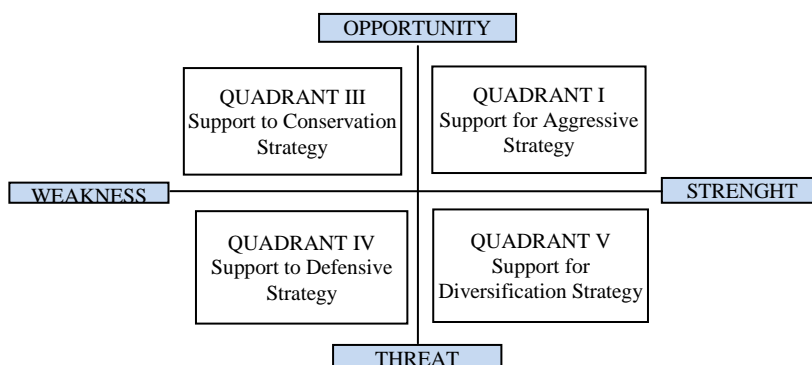 OPPORTUNITY
QUADRANT III
Support to Conservation
Strategy
QUADRANT I
Support for Aggressive
Strategy
WEAKNESS
STRENGHT
QUADRANT IV
Support to Defensive
Strategy
QUADRANT V
Support for
Diversification Strategy
THREAT